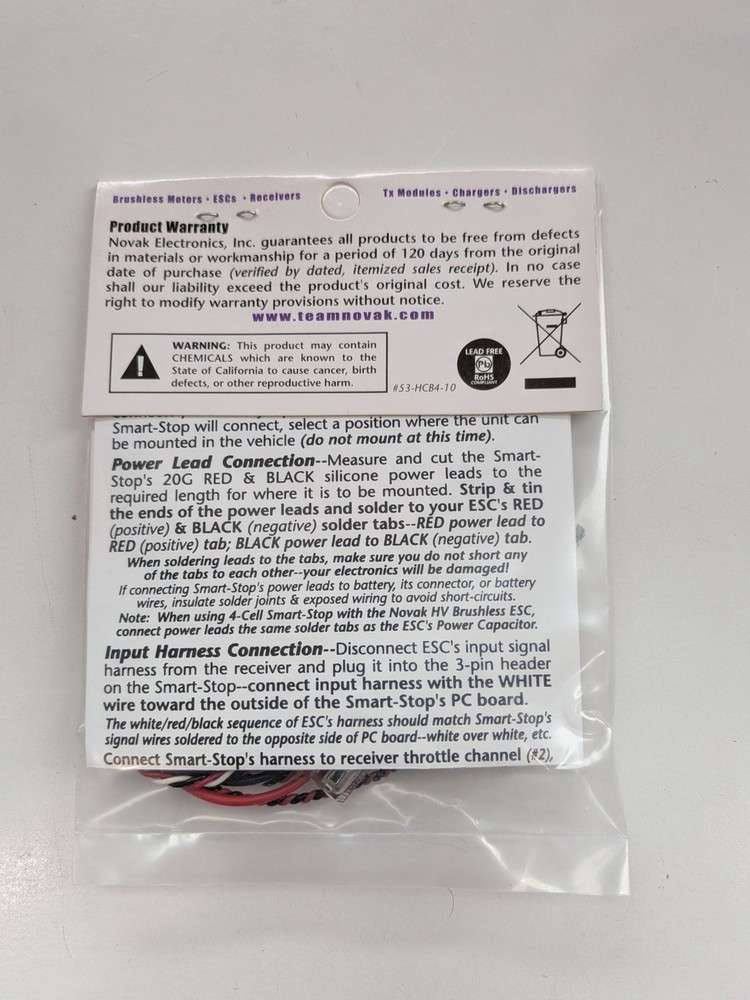 Brushless Motors • ESCs • Receivers
Tx Modules • Chargers • Dischargers
Product Warranty
Novak Electronics, Inc. guarantees all products to be free from defects
in materials or workmanship for a period of 120 days from the original
date of purchase (verified by dated, itemized sales receipt). In no case
shall our liability exceed the product's original cost. We reserve the
right to modify warranty provisions without notice.
www.teamnovak.com
WARNING: This product may contain
CHEMICALS which are known to the
State of California to cause cancer, birth
defects, or other reproductive harm.
#53-HCB4-10
LEAD FREE
Pb
RoHS
COMPLIANT
Smart-Stop will connect, select a position where the unit can
be mounted in the vehicle (do not mount at this time).
Power Lead Connection--Measure and cut the Smart-
Stop's 20G RED & BLACK silicone power leads to the
required length for where it is to be mounted. Strip & tin
the ends of the power leads and solder to your ESC's RED
(positive) & BLACK (negative) solder tabs--RED power lead to
RED (positive) tab; BLACK power lead to BLACK (negative) tab.
When soldering leads to the tabs, make sure you do not short any
of the tabs to each other--your electronics will be damaged!
If connecting Smart-Stop's power leads to battery, its connector, or battery
wires, insulate solder joints & exposed wiring to avoid short-circuits.
Note: When using 4-Cell Smart-Stop with the Novak HV Brushless ESC,
connect power leads the same solder tabs as the ESC's Power Capacitor.
Input Harness Connection--Disconnect ESC's input signal
harness from the receiver and plug it into the 3-pin header
on the Smart-Stop--connect input harness with the WHITE
wire toward the outside of the Smart-Stop's PC board.
The white/red/black sequence of ESC's harness should match Smart-Stop's
signal wires soldered to the opposite side of PC board--white over white, etc.
Connect Smart-Stop's harness to receiver throttle channel (#2),